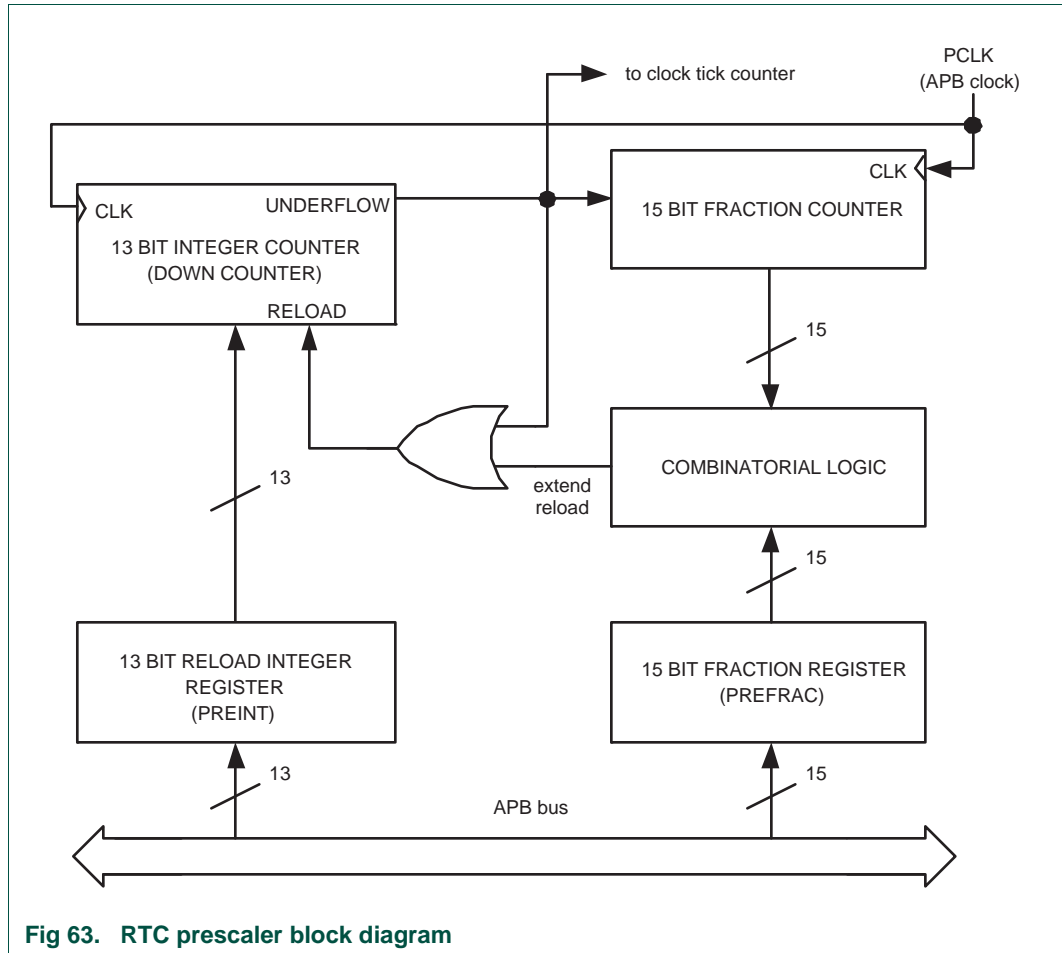 to clock tick counter
PCLK
(APB clock)
CLK
UNDERFLOW
13 BIT INTEGER COUNTER
(DOWN COUNTER)
RELOAD
CLK
15 BIT FRACTION COUNTER
15
COMBINATORIAL LOGIC
extend
reload
13
15
13 BIT RELOAD INTEGER
REGISTER
(PREINT)
15 BIT FRACTION REGISTER
(PREFRAC)
13
15
APB bus
Fig 63. RTC prescaler block diagram